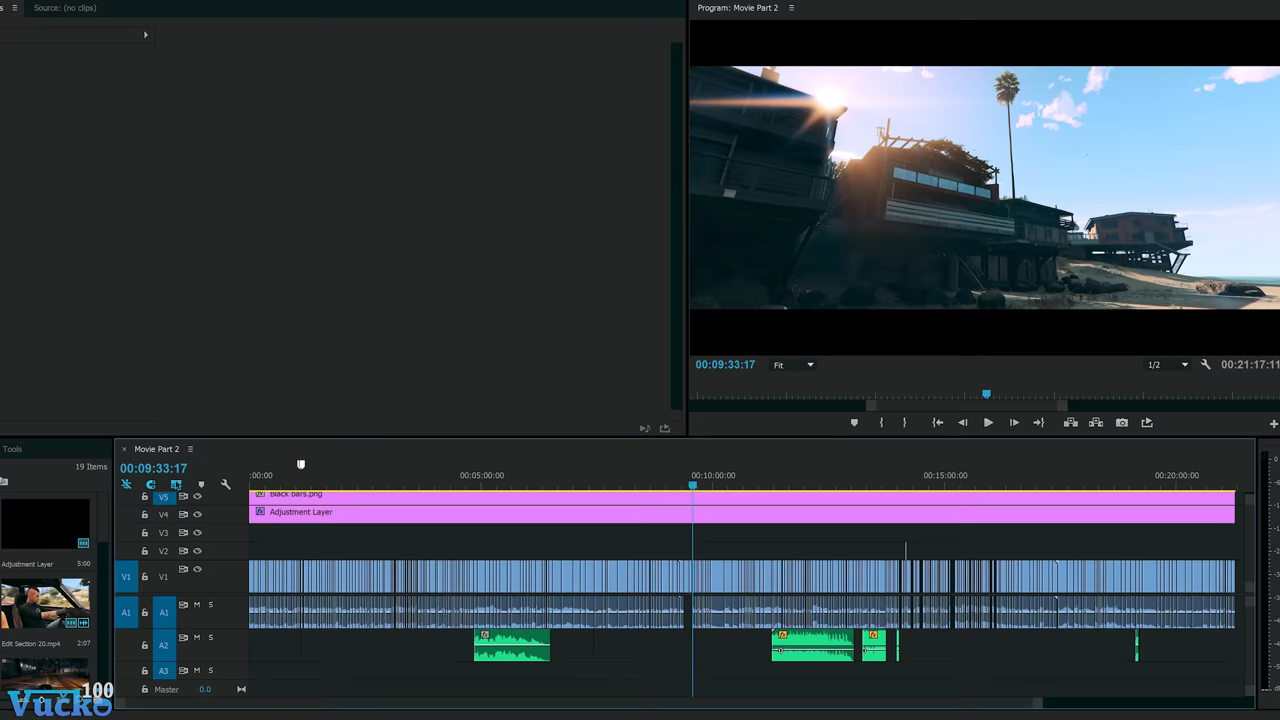 s
Source: (no clips)
Program: Movie Part 2
00:09:33:17
Fit
1/2
00:21:17:11
Tools
19 Items
Adjustment Layer
5:00
Edit Section 20.mp4
2:07
× Movie Part 2
00:09:33:17
:00:00
00:05:00:00
00:10:00:00
00:15:00:00
00:20:00:00
V5
Black bars.png
V4
fx Adjustment Layer
V3
V2
V1 V1
A1 A1 M S
A2 M S
A3 M S
Master 0.0
0
Vučko
100